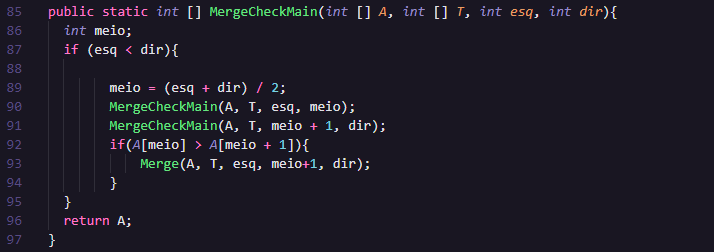 85 public static int [] MergeCheckMain(int [] A, int [] T, int esq, int dir){
86 int meio;
87 if (esq < dir){
88
89 meio = (esq + dir) / 2;
90 MergeCheckMain(A, T, esq, meio);
91 MergeCheckMain(A, T, meio + 1, dir);
92 if(A[meio] > A[meio + 1]){
93 Merge(A, T, esq, meio+1, dir);
94 }
95 }
96 return A;
97 }